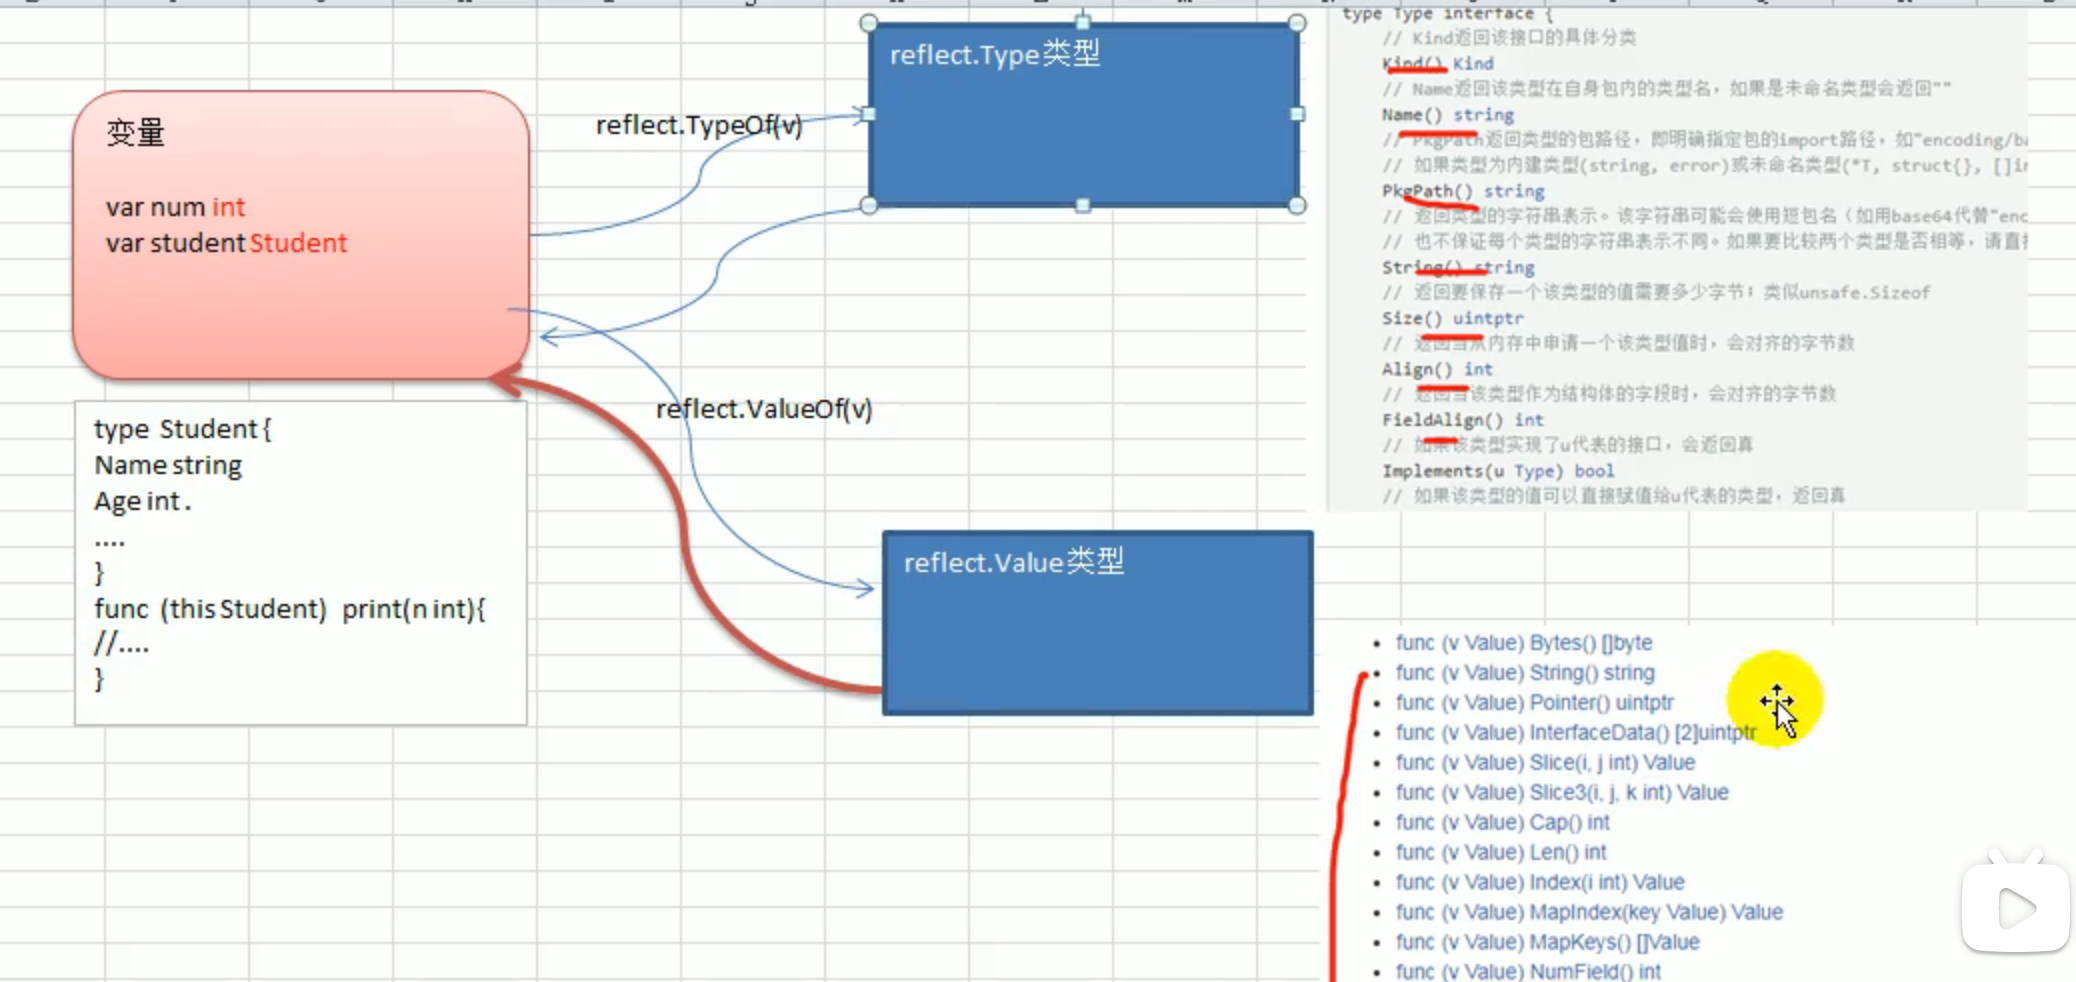 变量
var num int
var student Student
type Student {
Name string
Age int .
....
}
func (this Student) print(n int){
//....
}
reflect.TypeOf(v)
reflect.ValueOf(v)
reflect.Type类型
reflect.Value类型
type Type interface {
// Kind返回该接口的具体分类
Kind() Kind
// Name返回该类型在自身包内的类型名，如果是未命名类型会返回""
Name() string
// PkgPath返回类型的包路径，即明确指定包的import路径，如"encoding/ba
// 如果类型为内建类型(string, error)或未命名类型(*T, struct{}, []in
PkgPath() string
// 返回类型的字符串表示。该字符串可能会使用短包名（如用base64代替"enc
// 也不保证每个类型的字符串表示不同。如果要比较两个类型是否相等，请直接
String() string
// 返回要保存一个该类型的值需要多少字节；类似unsafe.Sizeof
Size() uintptr
// 返回当从内存中申请一个该类型值时，会对齐的字节数
Align() int
// 返回当该类型作为结构体的字段时，会对齐的字节数
FieldAlign() int
// 如果该类型实现了u代表的接口，会返回真
Implements(u Type) bool
// 如果该类型的值可以直接赋值给u代表的类型，返回真
• func (v Value) Bytes() []byte
• func (v Value) String() string
• func (v Value) Pointer() uintptr
• func (v Value) InterfaceData() [2]uintptr
• func (v Value) Slice(i, j int) Value
• func (v Value) Slice3(i, j, k int) Value
• func (v Value) Cap() int
• func (v Value) Len() int
• func (v Value) Index(i int) Value
• func (v Value) MapIndex(key Value) Value
• func (v Value) MapKeys() []Value
• func (v Value) NumField() int